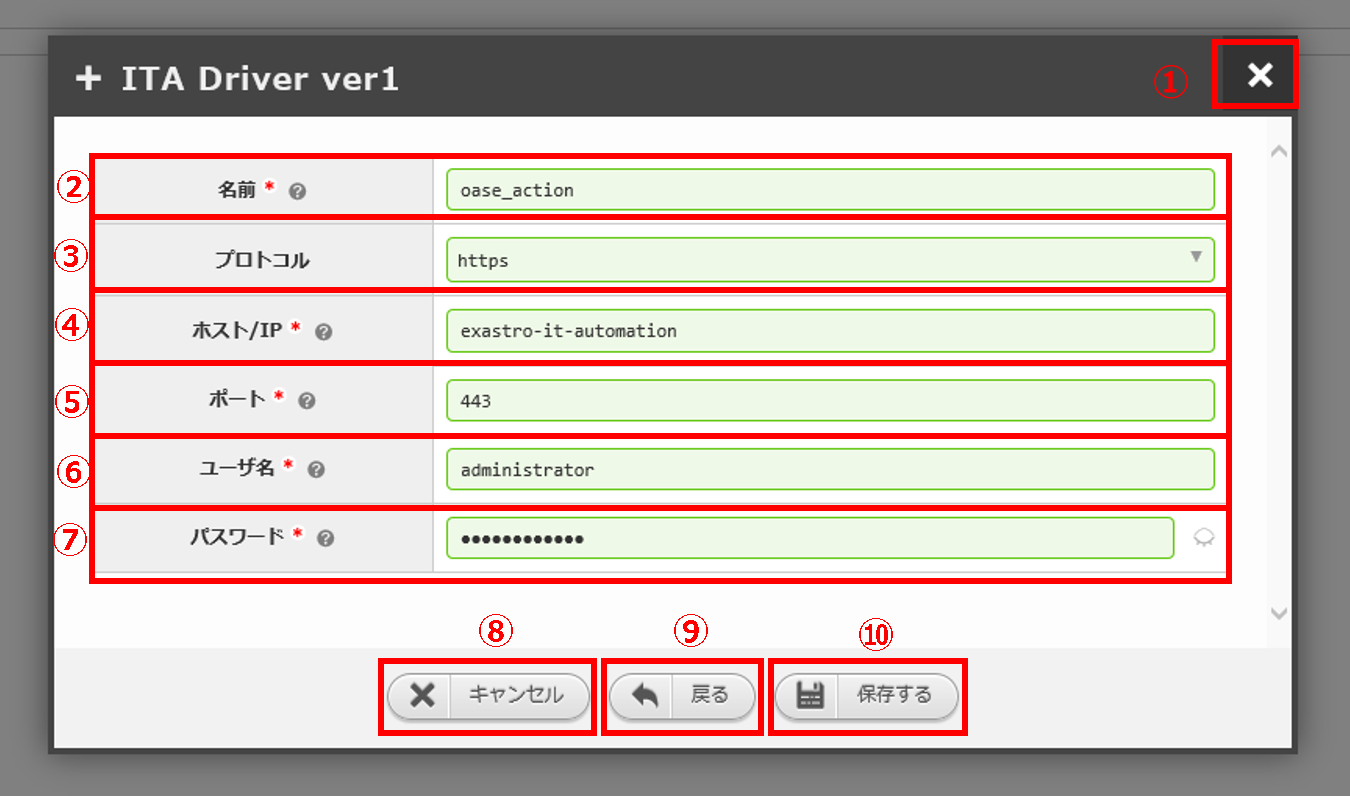 + ITA Driver ver1
①
②
名前 * ?
oase_action
③
プロトコル
https
④
ホスト/IP * ?
exastro-it-automation
⑤
ポート * ?
443
⑥
ユーザ名 * ?
administrator
⑦
パスワード * ?
••••••••••••
⑧ ⑨ ⑩
キャンセル 戻る 保存する